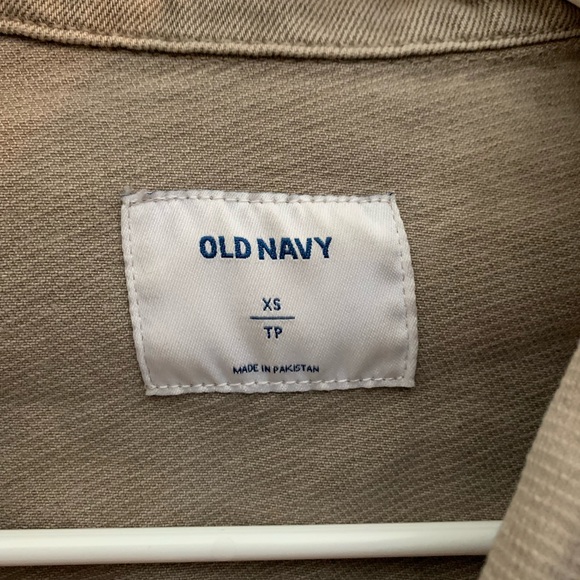 OLD NAVY
XS
TP
MADE IN PAKISTAN